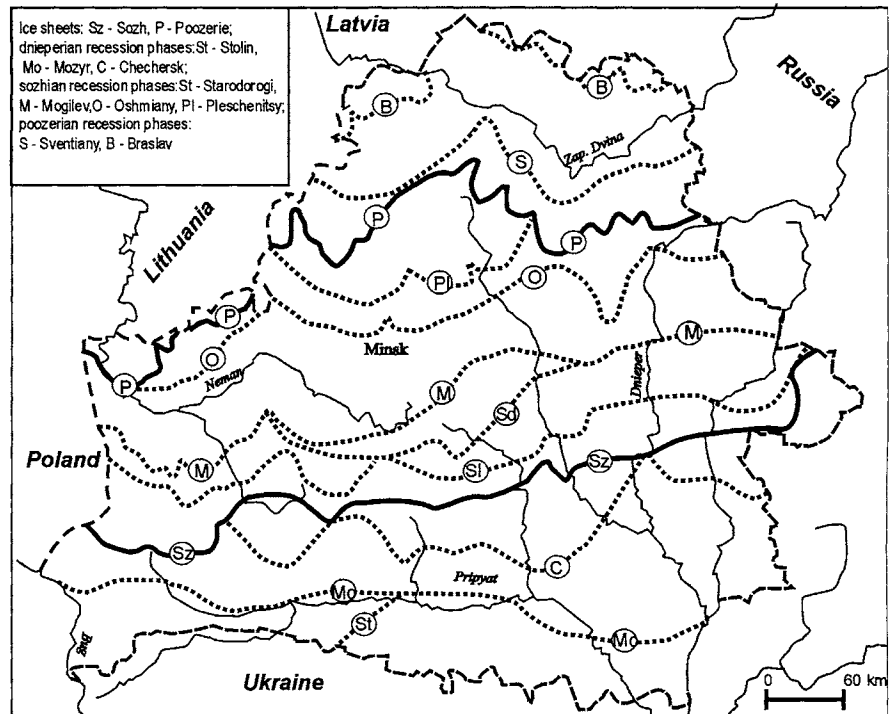 Ice sheets: Sz - Sozh, P - Poozerie;
dnieperian recession phases:St - Stolin,
Mo - Mozyr, C - Chechersk;
sozhian recession phases:St - Starodorogi,
M - Mogilev,O - Oshmiany, Pl - Pleschenitsy;
poozerian recession phases:
S - Sventiany, B - Braslav
Latvia
Russia
B
B
Zap. Dvina
S
P
P
Lithuania
Pl
O
P
Minsk
M
O
P
Neman
Dnieper
M
Sd
Poland
M
Sl
Sz
Sz
C
Pripyat
Mo
St
Mo
Bug
Ukraine
0 60 km